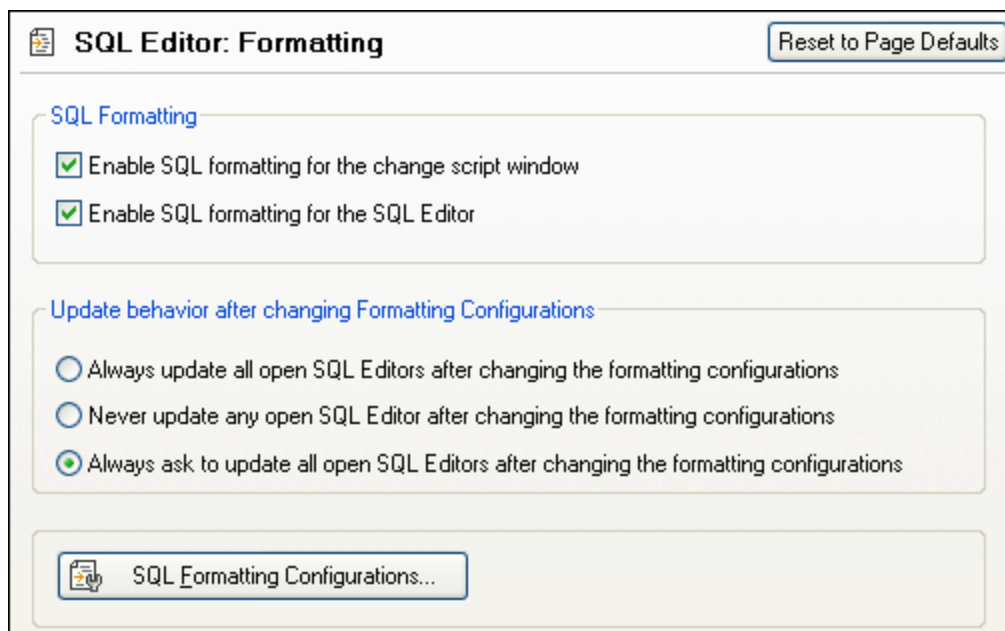 SQL Editor: Formatting
Reset to Page Defaults
SQL Formatting
Enable SQL formatting for the change script window
Enable SQL formatting for the SQL Editor
Update behavior after changing Formatting Configurations
Always update all open SQL Editors after changing the formatting configurations
Never update any open SQL Editor after changing the formatting configurations
Always ask to update all open SQL Editors after changing the formatting configurations
SQL Formatting Configurations...